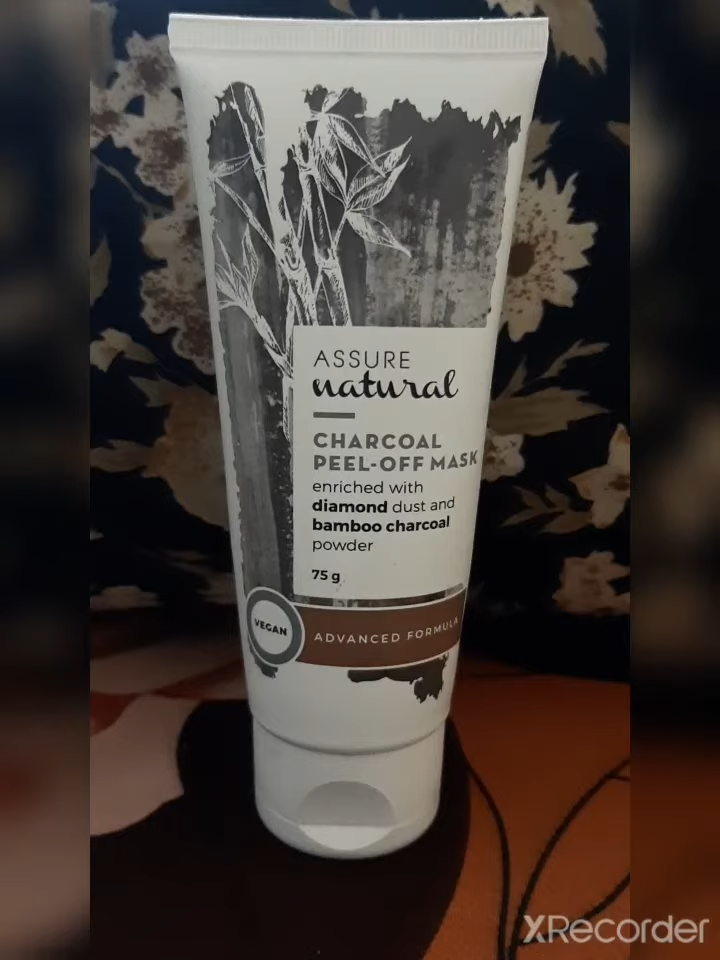 ASSURE
natural
CHARCOAL
PEEL-OFF MASK
enriched with
diamond dust and
bamboo charcoal
powder
75 g
VEGAN
ADVANCED FORMULA
XRecorder